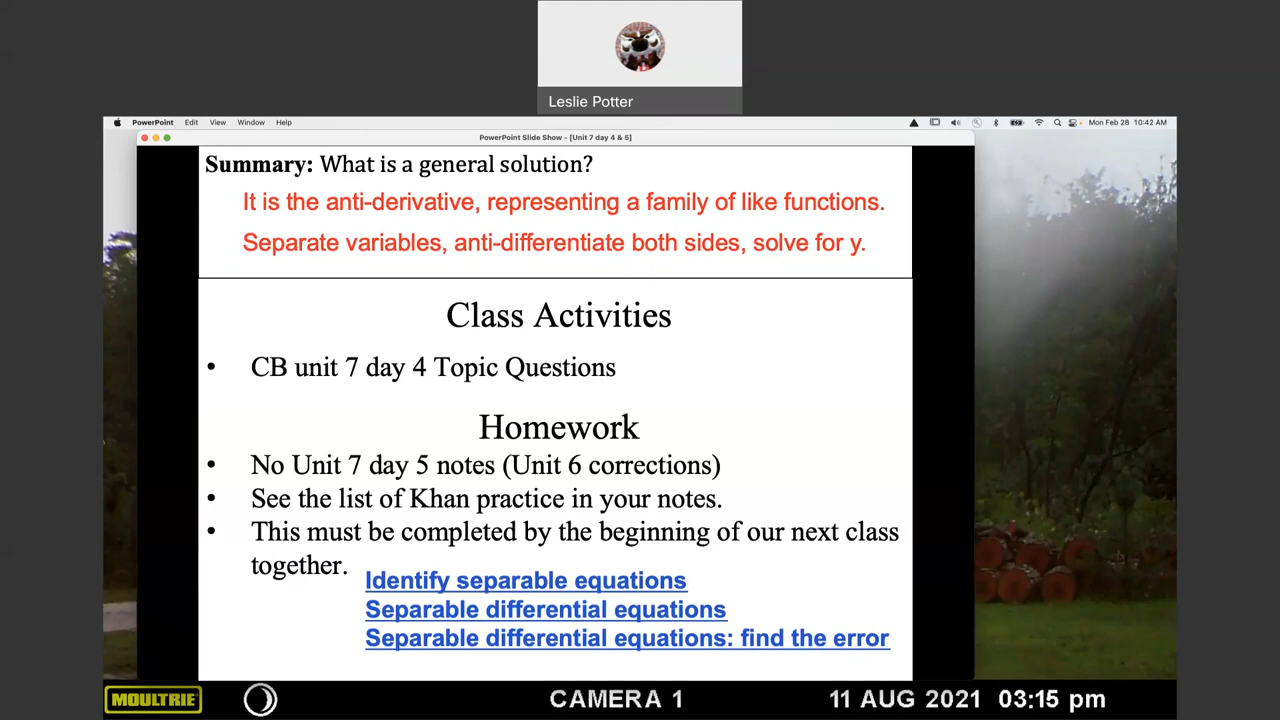 Leslie Potter
PowerPoint Edit View Window Help Mon Feb 28 10:42 AM
PowerPoint Slide Show - [Unit 7 day 4 & 5]
Summary: What is a general solution?
It is the anti-derivative, representing a family of like functions.
Separate variables, anti-differentiate both sides, solve for y.
Class Activities
• CB unit 7 day 4 Topic Questions
Homework
• No Unit 7 day 5 notes (Unit 6 corrections)
• See the list of Khan practice in your notes.
• This must be completed by the beginning of our next class
together.
Identify separable equations
Separable differential equations
Separable differential equations: find the error
MOULTRIE CAMERA 1 11 AUG 2021 03:15 pm